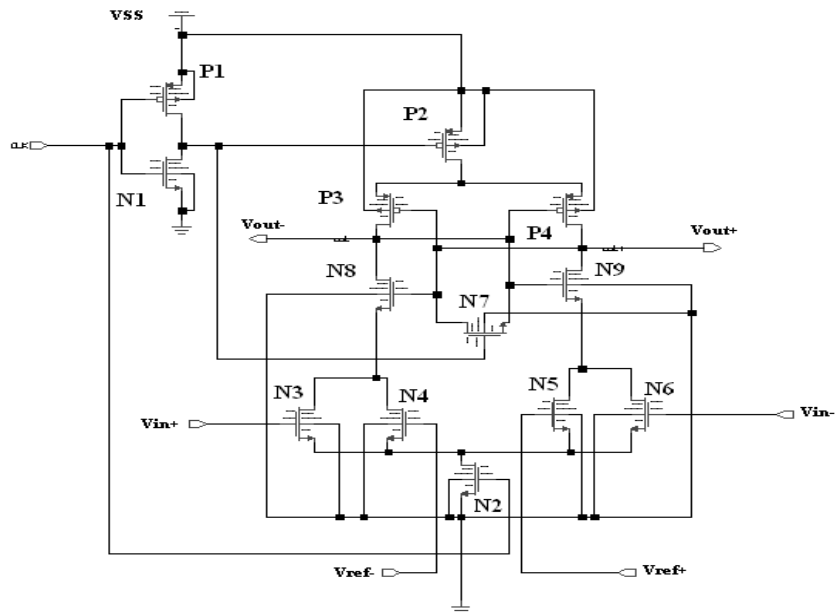 VSS
P1
P2
CLK
N1
P3
Vout-
P4
Vout+
N8
N7
N9
N3
N4
N5
N6
Vin+
Vin-
N2
Vref-
Vref+